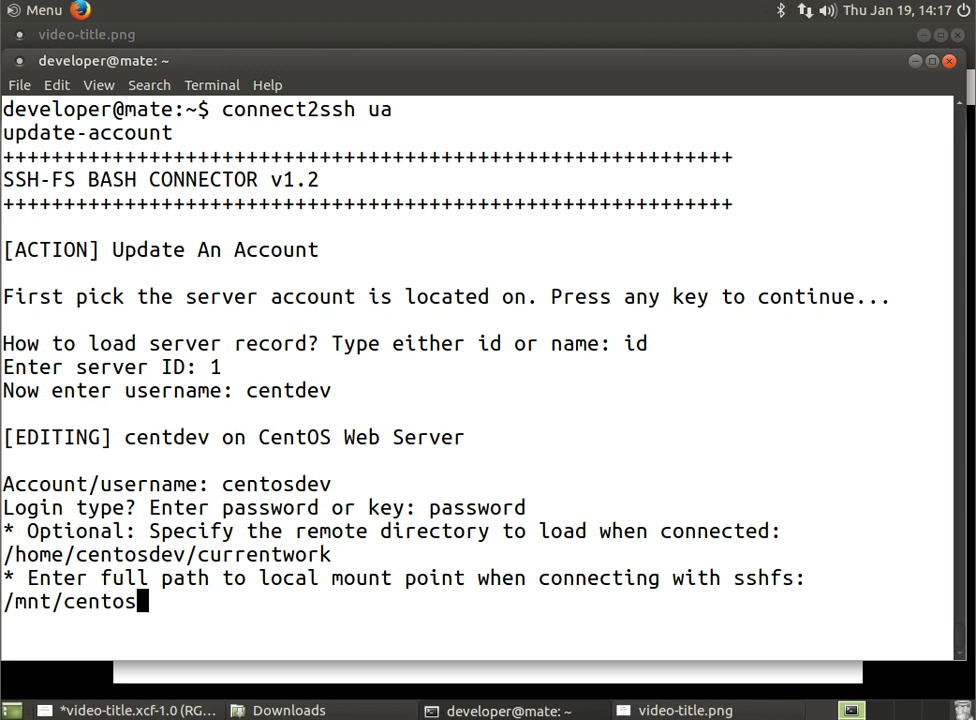 Menu
Thu Jan 19, 14:17
video-title.png
developer@mate: ~
File Edit View Search Terminal Help
developer@mate:~$ connect2ssh ua
update-account
++++++++++++++++++++++++++++++++++++++++++++++++++++++++++++
SSH-FS BASH CONNECTOR v1.2
++++++++++++++++++++++++++++++++++++++++++++++++++++++++++++
[ACTION] Update An Account
First pick the server account is located on. Press any key to continue...
How to load server record? Type either id or name: id
Enter server ID: 1
Now enter username: centdev
[EDITING] centdev on CentOS Web Server
Account/username: centosdev
Login type? Enter password or key: password
* Optional: Specify the remote directory to load when connected:
/home/centosdev/currentwork
* Enter full path to local mount point when connecting with sshfs:
/mnt/centos
*video-title.xcf-1.0 (RG... Downloads developer@mate: ~ video-title.png